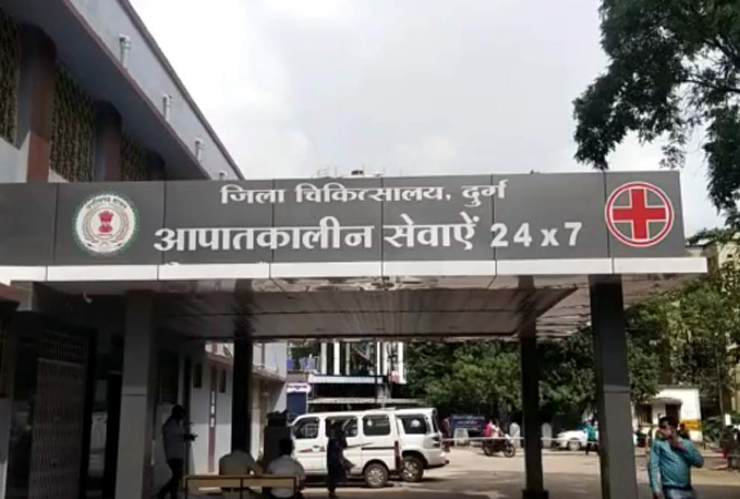 जिला चिकित्सालय, दुर्ग
आपातकालीन सेवाऐं 24 x 7